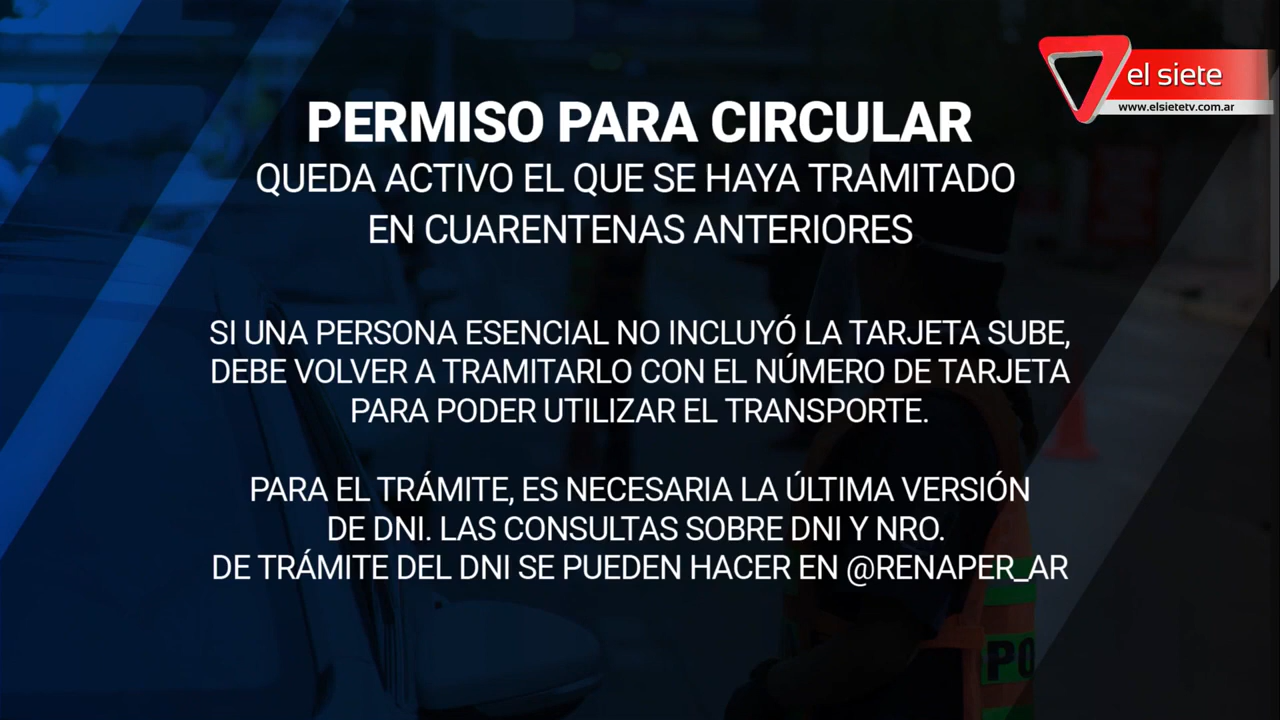 el siete
www.elsietetv.com.ar
PERMISO PARA CIRCULAR
QUEDA ACTIVO EL QUE SE HAYA TRAMITADO
EN CUARENTENAS ANTERIORES
SI UNA PERSONA ESENCIAL NO INCLUYÓ LA TARJETA SUBE,
DEBE VOLVER A TRAMITARLO CON EL NÚMERO DE TARJETA
PARA PODER UTILIZAR EL TRANSPORTE.
PARA EL TRÁMITE, ES NECESARIA LA ÚLTIMA VERSIÓN
DE DNI. LAS CONSULTAS SOBRE DNI Y NRO.
DE TRÁMITE DEL DNI SE PUEDEN HACER EN @RENAPER_AR
PO